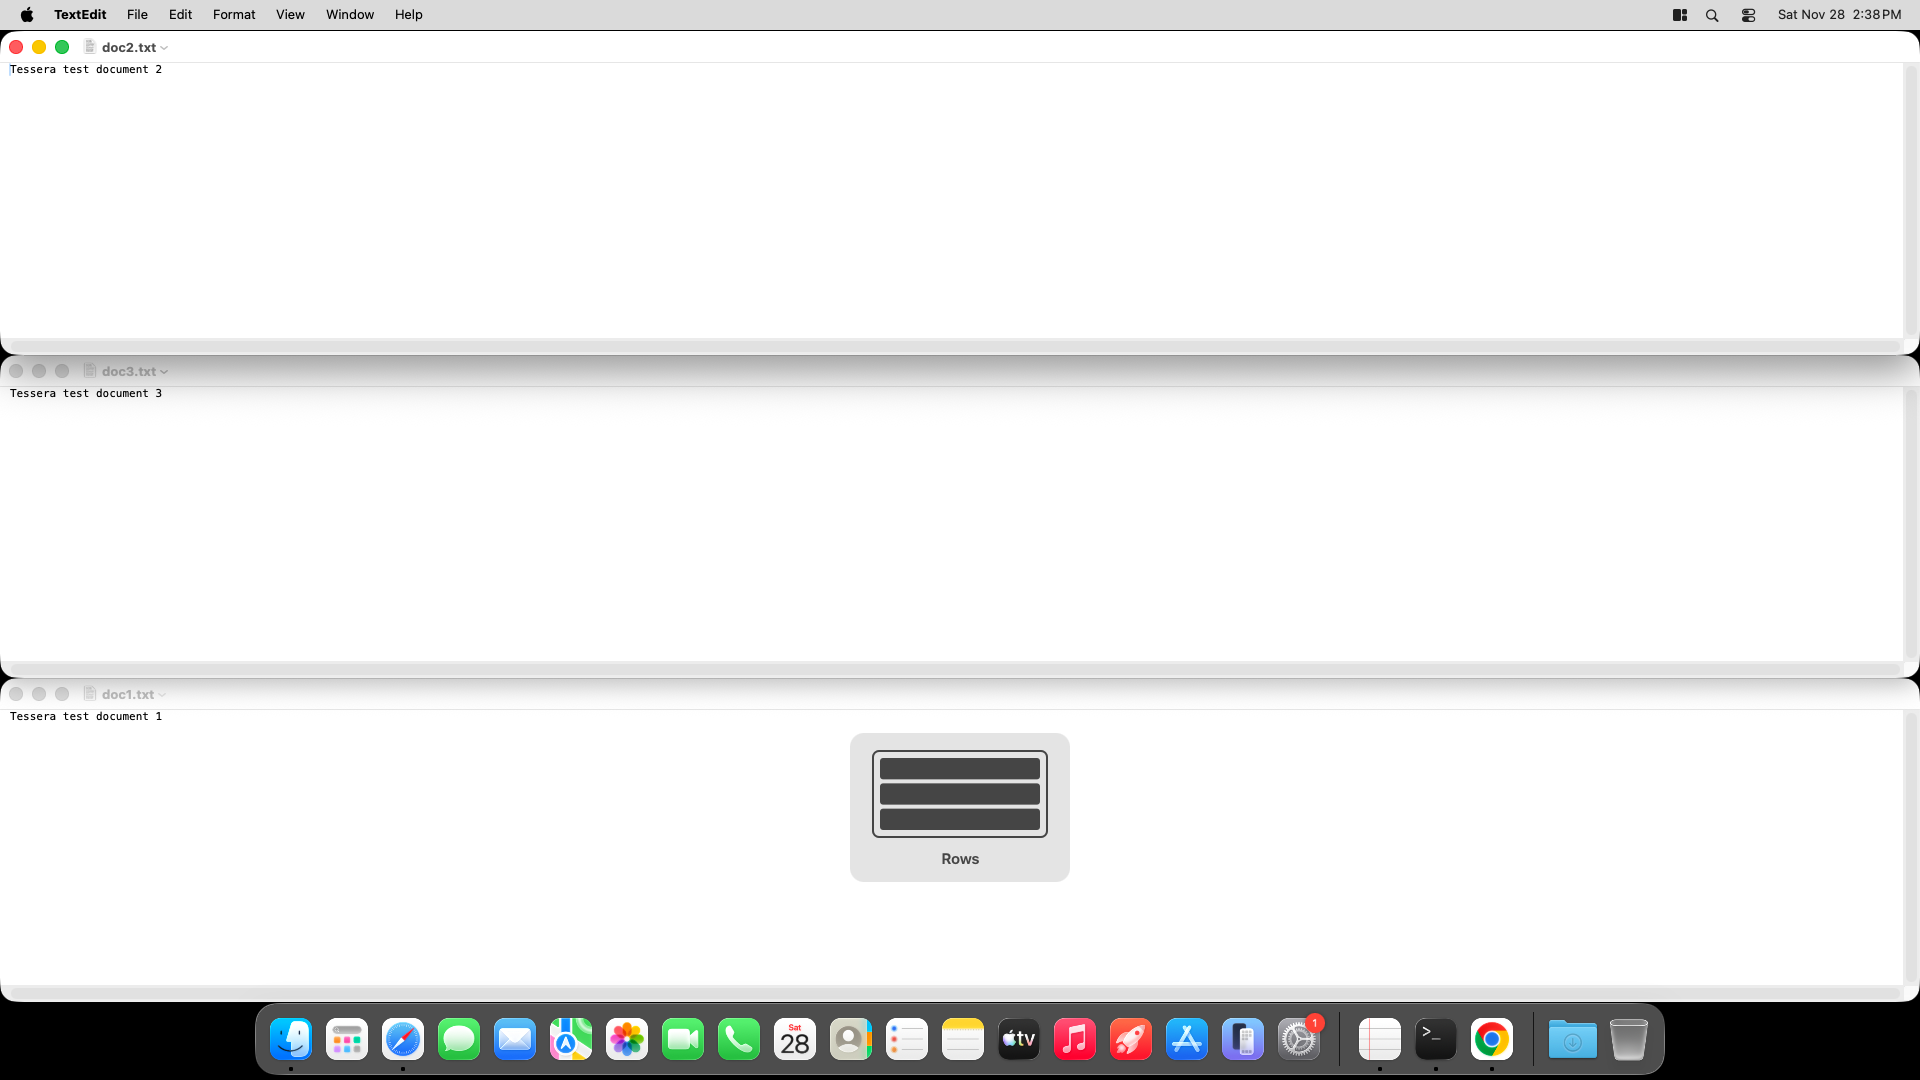 TextEdit File Edit Format View Window Help Sat Nov 28 2:38 PM
doc2.txt
Tessera test document 2
doc3.txt
Tessera test document 3
doc1.txt
Tessera test document 1
Rows
Sat
28
tv
1
>_